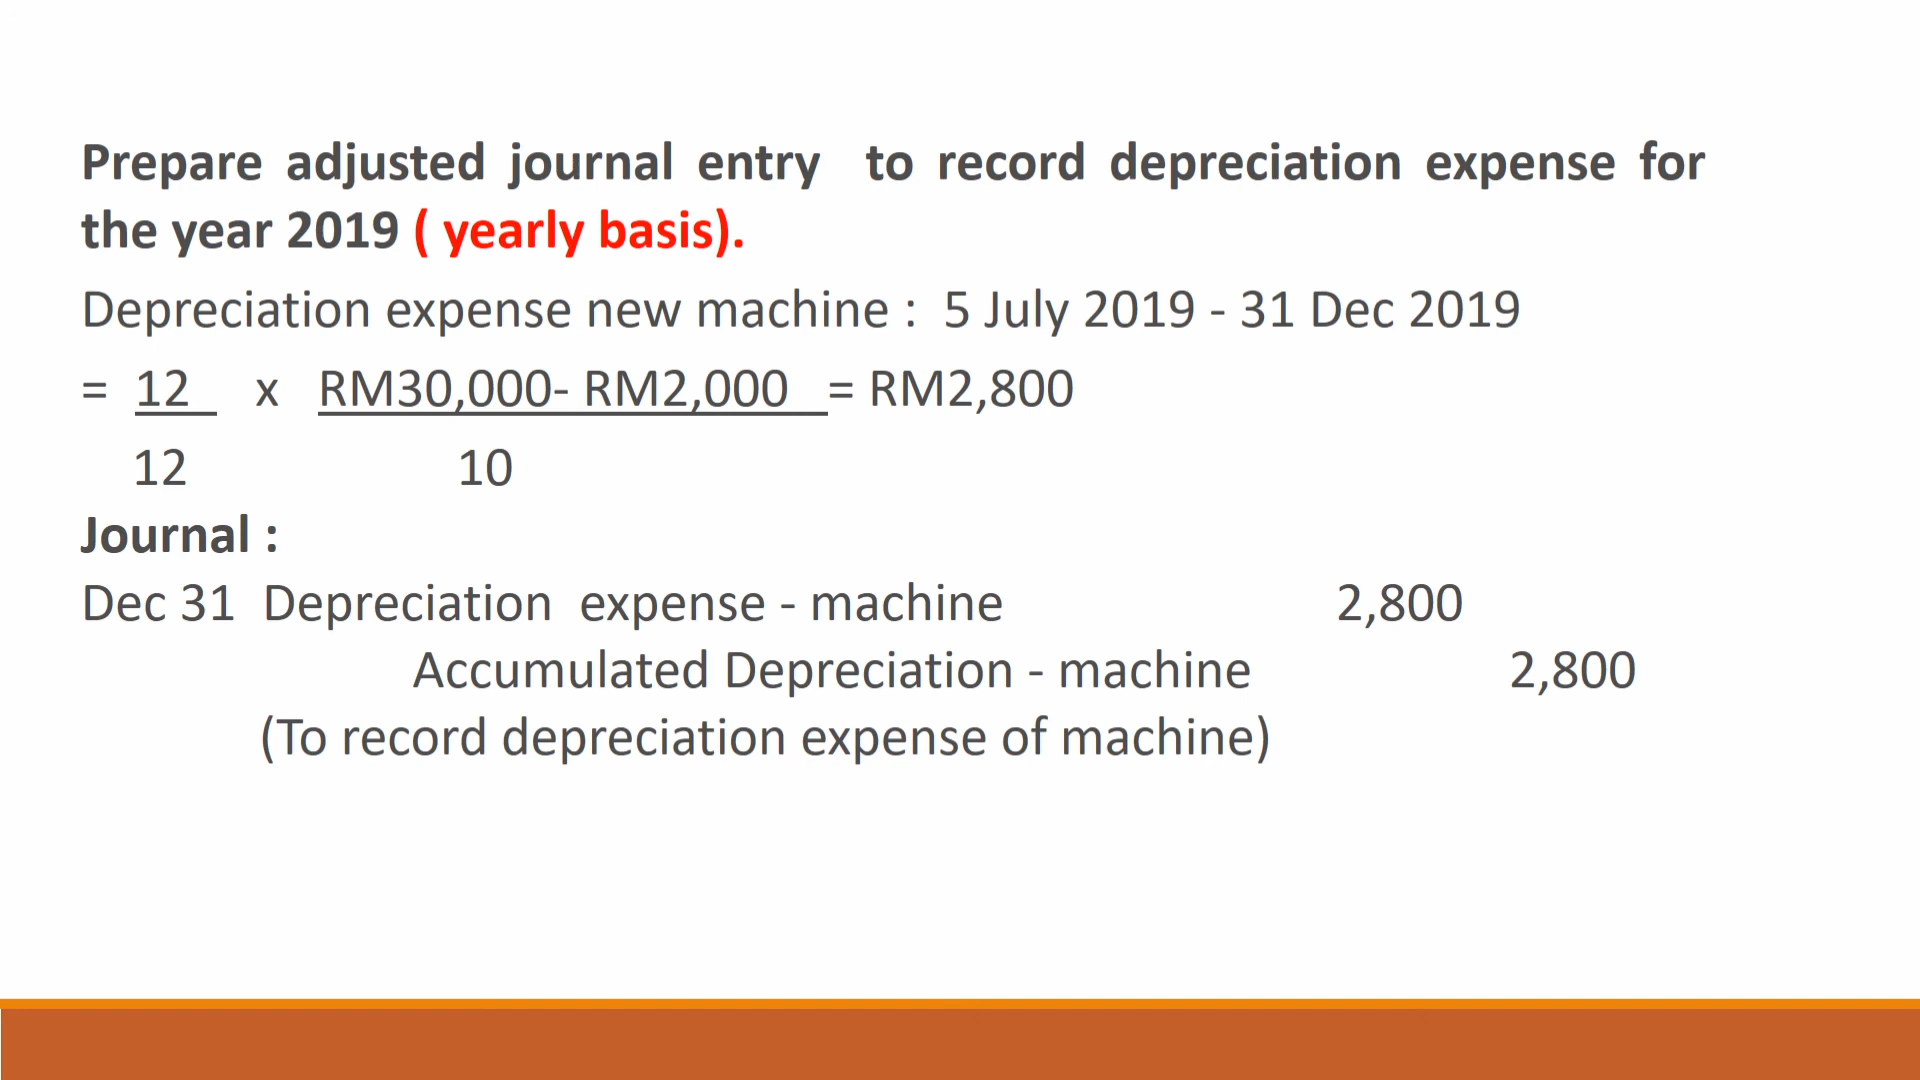 Prepare adjusted journal entry to record depreciation expense for
the year 2019 ( yearly basis).
Depreciation expense new machine : 5 July 2019 - 31 Dec 2019
= 12 x RM30,000- RM2,000 = RM2,800
12 10
Journal :
Dec 31 Depreciation expense - machine 2,800
Accumulated Depreciation - machine 2,800
(To record depreciation expense of machine)